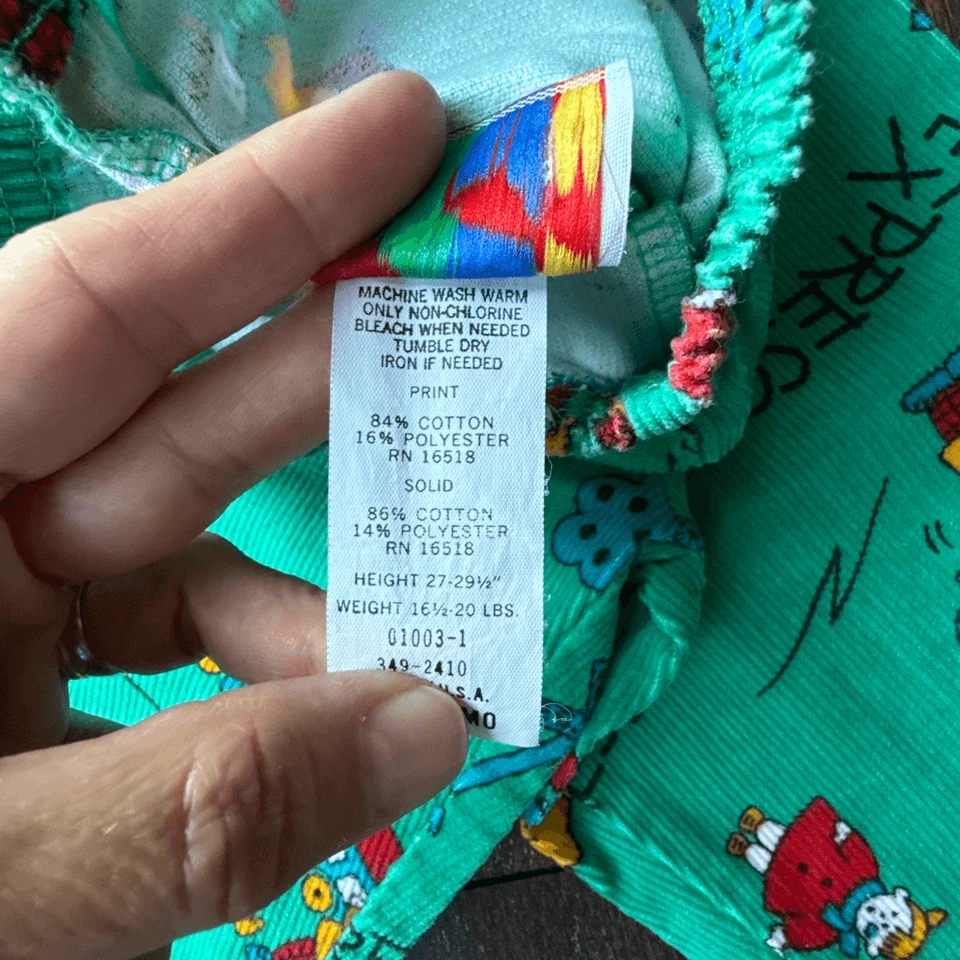 MACHINE WASH WARM
ONLY NON-CHLORINE
BLEACH WHEN NEEDED
TUMBLE DRY
IRON IF NEEDED
PRINT
84% COTTON
16% POLYESTER
RN 16518
SOLID
86% COTTON
14% POLYESTER
RN 16518
HEIGHT 27-29½"
WEIGHT 16½-20 LBS.
01003-1
349-2410
U.S.A.
MO
EXPRE